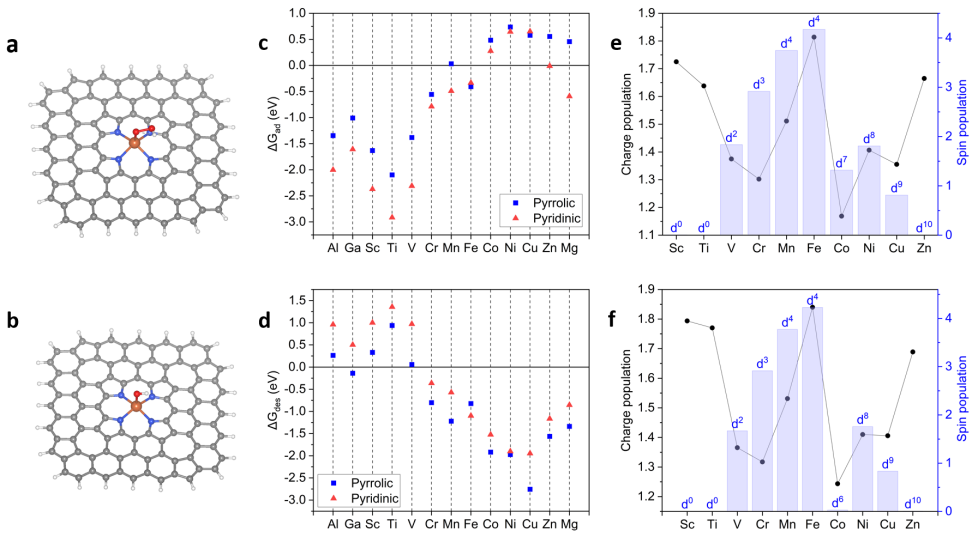 a
b
c
1.0
0.5
0.0
-0.5
-1.0
-1.5
-2.0
-2.5
-3.0
ΔG_ad (eV)
Pyrrolic
Pyridinic
Al Ga Sc Ti V Cr Mn Fe Co Ni Cu Zn Mg
d
1.5
1.0
0.5
0.0
-0.5
-1.0
-1.5
-2.0
-2.5
-3.0
ΔG_des (eV)
Pyrrolic
Pyridinic
Al Ga Sc Ti V Cr Mn Fe Co Ni Cu Zn Mg
e
1.9
1.8
1.7
1.6
1.5
1.4
1.3
1.2
1.1
Charge population
d⁰ d⁰ d² d³ d⁴ d⁴ d⁷ d⁸ d⁹ d¹⁰
Sc Ti V Cr Mn Fe Co Ni Cu Zn
4
3
2
1
0
Spin population
f
1.9
1.8
1.7
1.6
1.5
1.4
1.3
1.2
Charge population
d⁰ d⁰ d² d³ d⁴ d⁴ d⁶ d⁸ d⁹ d¹⁰
Sc Ti V Cr Mn Fe Co Ni Cu Zn
4
3
2
1
0
Spin population